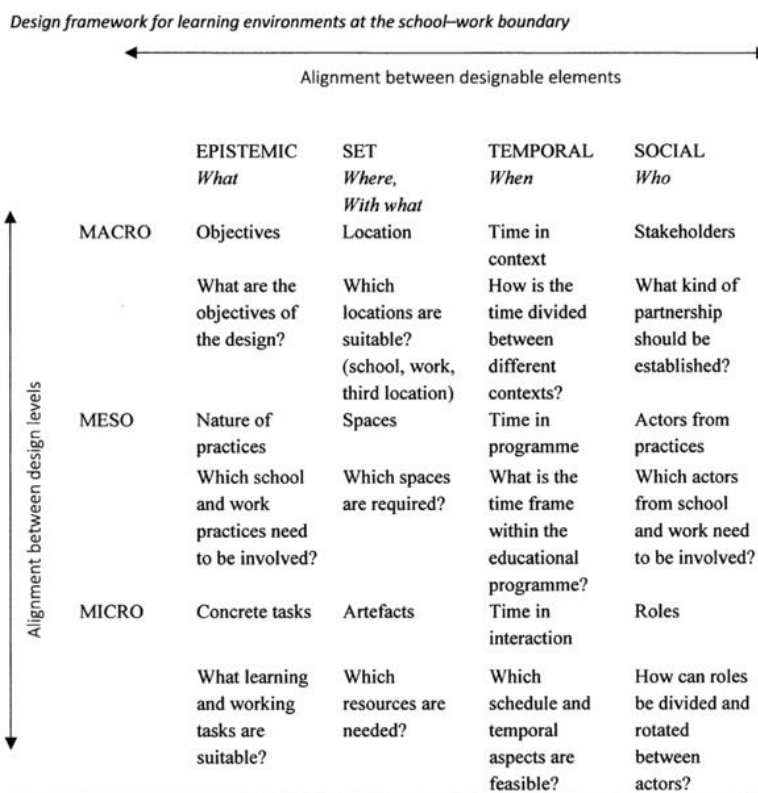 Design framework for learning environments at the school–work boundary
Alignment between designable elements
EPISTEMIC SET TEMPORAL SOCIAL
What Where, When Who
With what
MACRO Objectives Location Time in Stakeholders
context
What are the Which How is the What kind of
objectives of locations are time divided partnership
the design? suitable? between should be
(school, work, different established?
third location) contexts?
MESO Nature of Spaces Time in Actors from
practices programme practices
Which school Which spaces What is the Which actors
and work are required? time frame from school
practices need within the and work need
to be involved? educational to be involved?
programme?
MICRO Concrete tasks Artefacts Time in Roles
interaction
What learning Which Which How can roles
and working resources are schedule and be divided and
tasks are needed? temporal rotated
suitable? aspects are between
feasible? actors?
Alignment between design levels